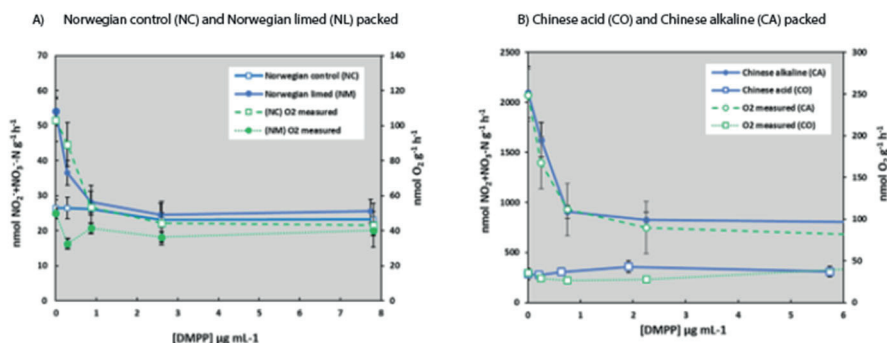 A) Norwegian control (NC) and Norwegian limed (NL) packed
B) Chinese acid (CO) and Chinese alkaline (CA) packed
70
60
50
40
30
20
10
0
nmol NO₂⁻+NO₃⁻-N g⁻¹ h⁻¹
Norwegian control (NC)
Norwegian limed (NM)
(NC) O2 measured
(NM) O2 measured
140
120
100
80
60
40
20
0
nmol O₂ g⁻¹ h⁻¹
0 1 2 3 4 5 6 7 8
[DMPP] µg mL-1
2500
2000
1500
1000
500
0
nmol NO₂+NO₃-N g⁻¹ h⁻¹
Chinese alkaline (CA)
Chinese acid (CO)
O2 measured (CA)
O2 measured (CO)
300
250
200
150
100
50
0
nmol O₂ g⁻¹ h⁻¹
0 1 2 3 4 5 6
[DMPP] µg mL-1